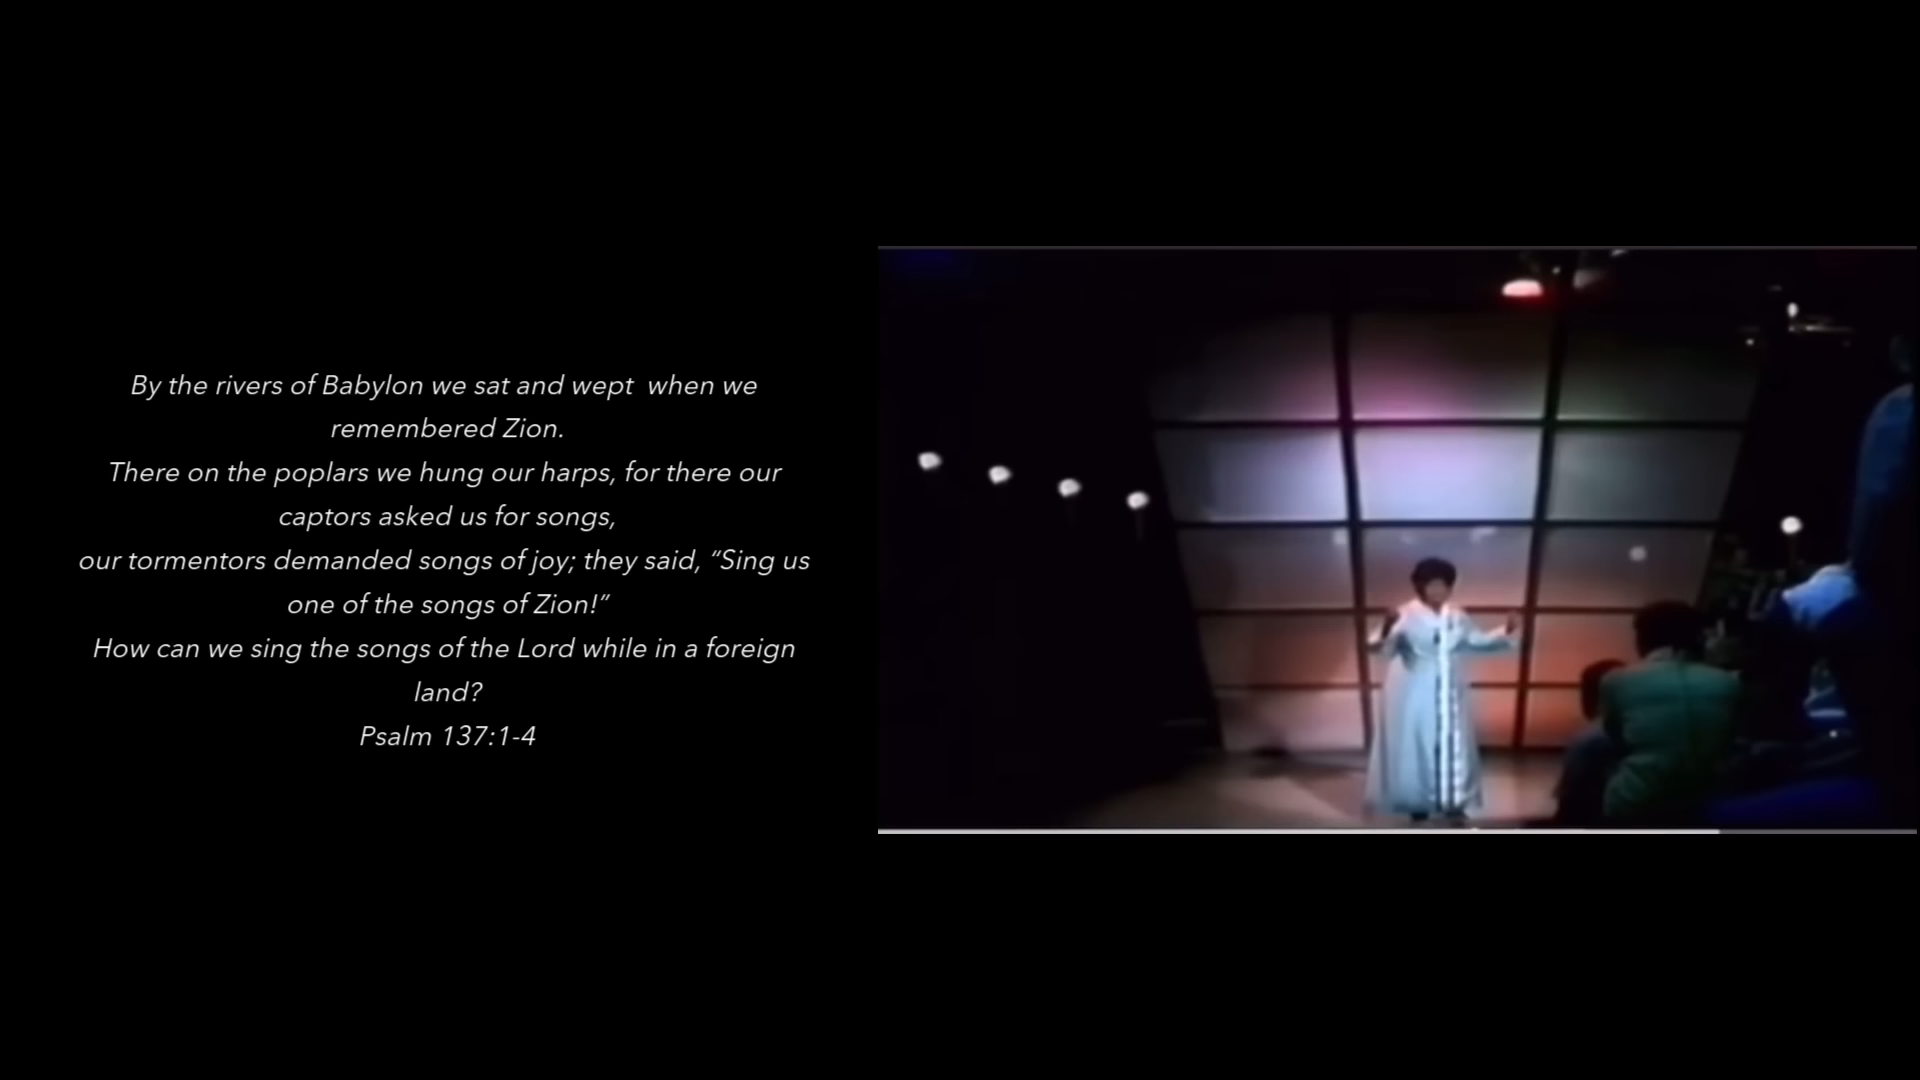 By the rivers of Babylon we sat and wept  when we
remembered Zion.
There on the poplars we hung our harps, for there our
captors asked us for songs,
our tormentors demanded songs of joy; they said, “Sing us
one of the songs of Zion!”
How can we sing the songs of the Lord while in a foreign
land?
Psalm 137:1-4